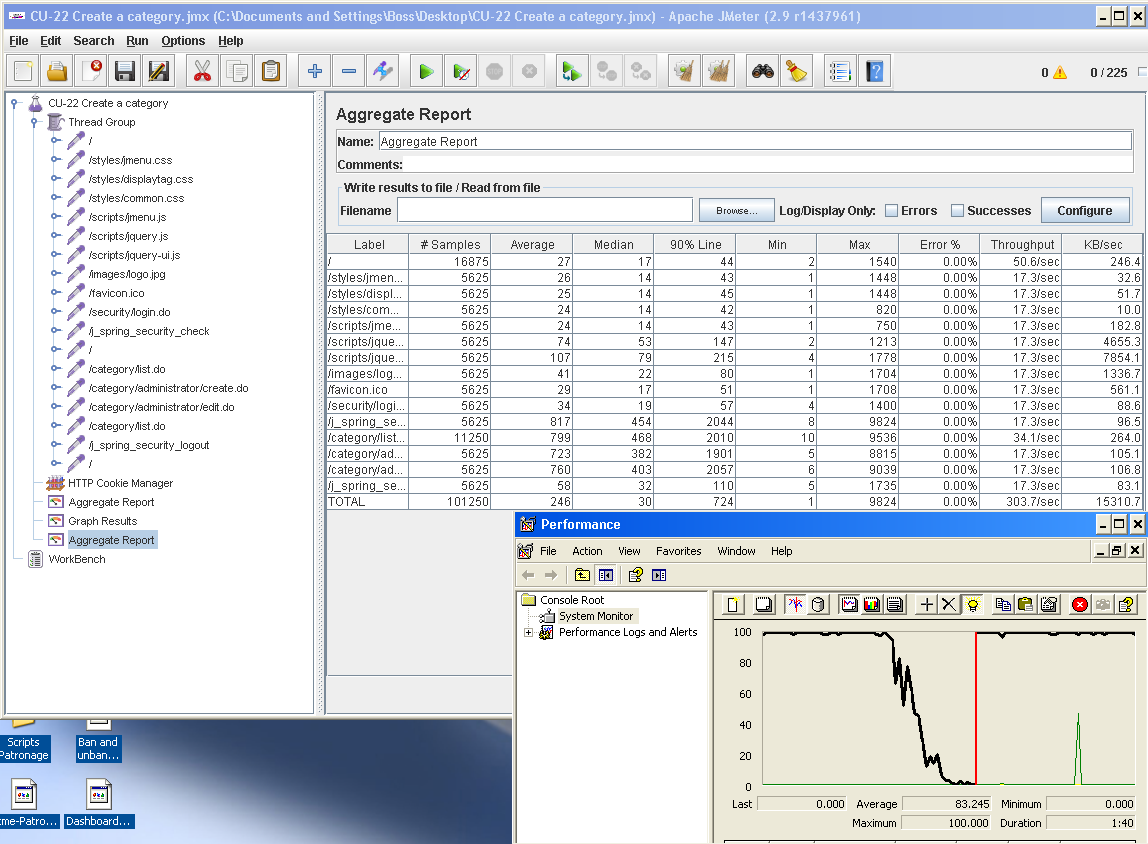 CU-22 Create a category.jmx (C:\Documents and Settings\Boss\Desktop\CU-22 Create a category.jmx) - Apache JMeter (2.9 r1437961)
File Edit Search Run Options Help
0 0 / 225
CU-22 Create a category
Thread Group
/
/styles/jmenu.css
/styles/displaytag.css
/styles/common.css
/scripts/jmenu.js
/scripts/jquery.js
/scripts/jquery-ui.js
/images/logo.jpg
/favicon.ico
/security/login.do
/j_spring_security_check
/
/category/list.do
/category/administrator/create.do
/category/administrator/edit.do
/category/list.do
/j_spring_security_logout
/
HTTP Cookie Manager
Aggregate Report
Graph Results
Aggregate Report
WorkBench
Aggregate Report
Name: Aggregate Report
Comments:
Write results to file / Read from file
Filename Browse... Log/Display Only: Errors Successes Configure
Label # Samples Average Median 90% Line Min Max Error % Throughput KB/sec
/ 16875 27 17 44 2 1540 0.00% 50.6/sec 246.4
/styles/jmen... 5625 26 14 43 1 1448 0.00% 17.3/sec 32.6
/styles/displ... 5625 25 14 45 1 1448 0.00% 17.3/sec 51.7
/styles/com... 5625 24 14 42 1 820 0.00% 17.3/sec 10.0
/scripts/jme... 5625 24 14 43 1 750 0.00% 17.3/sec 182.8
/scripts/jque... 5625 74 53 147 2 1213 0.00% 17.3/sec 4655.3
/scripts/jque... 5625 107 79 215 4 1778 0.00% 17.3/sec 7854.1
/images/log... 5625 41 22 80 1 1704 0.00% 17.3/sec 1336.7
/favicon.ico 5625 29 17 51 1 1708 0.00% 17.3/sec 561.1
/security/logi... 5625 34 19 57 4 1400 0.00% 17.3/sec 88.6
/j_spring_se... 5625 817 454 2044 8 9824 0.00% 17.3/sec 96.5
/category/list... 11250 799 468 2010 10 9536 0.00% 34.1/sec 264.0
/category/ad... 5625 723 382 1901 5 8815 0.00% 17.3/sec 105.1
/category/ad... 5625 760 403 2057 6 9039 0.00% 17.3/sec 106.8
/j_spring_se... 5625 58 32 110 5 1735 0.00% 17.3/sec 83.1
TOTAL 101250 246 30 724 1 9824 0.00% 303.7/sec 15310.7
Performance
File Action View Favorites Window Help
Console Root
System Monitor
Performance Logs and Alerts
100
80
60
40
20
0
Last 0.000 Average 83.245 Minimum 0.000
Maximum 100.000 Duration 1:40
Scripts
Patronage
Ban and
unban...
me-Patro...
Dashboard...